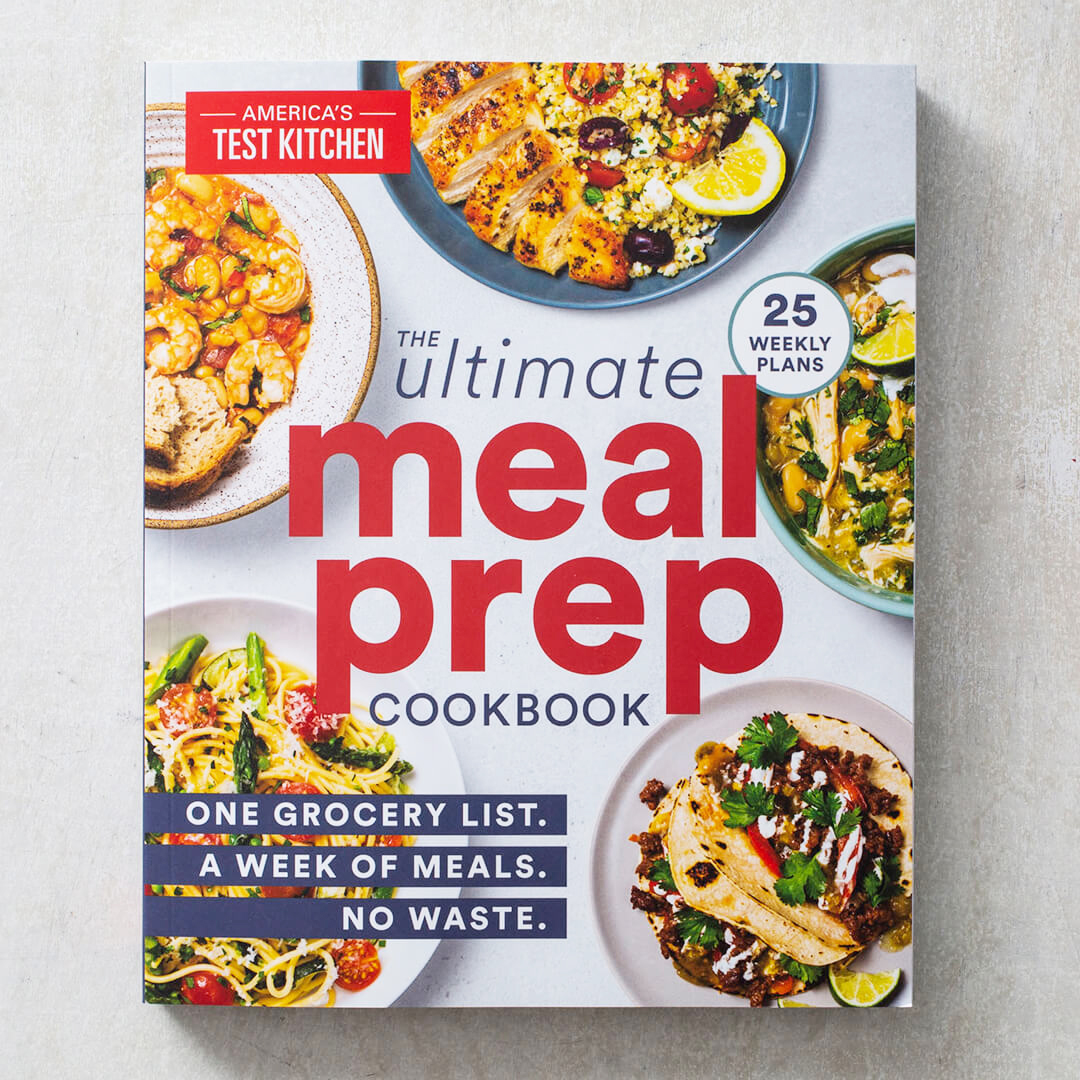 AMERICA'S
TEST KITCHEN
25
WEEKLY
PLANS
THE
ultimate
meal
prep
COOKBOOK
ONE GROCERY LIST.
A WEEK OF MEALS.
NO WASTE.